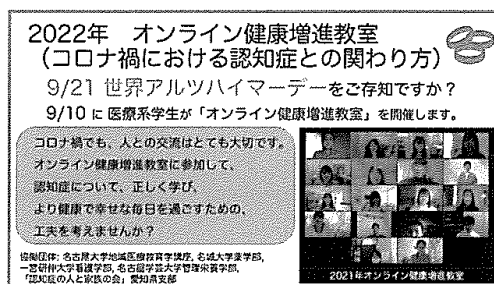 2022年　オンライン健康増進教室
（コロナ禍における認知症との関わり方）
9/21 世界アルツハイマーデーをご存知ですか？
9/10 に 医療系学生が「オンライン健康増進教室」を開催します。
コロナ禍でも、人との交流はとても大切です。
オンライン健康増進教室に参加して、
認知症について、正しく学び、
より健康で幸せな毎日を過ごすための、
工夫を考えませんか？
協働団体: 名古屋大学地域医療教育学講座, 名城大学薬学部,
一宮研伸大学看護学部, 名古屋学芸大学管理栄養学部,
「認知症の人と家族の会」愛知県支部
2021年オンライン健康増進教室